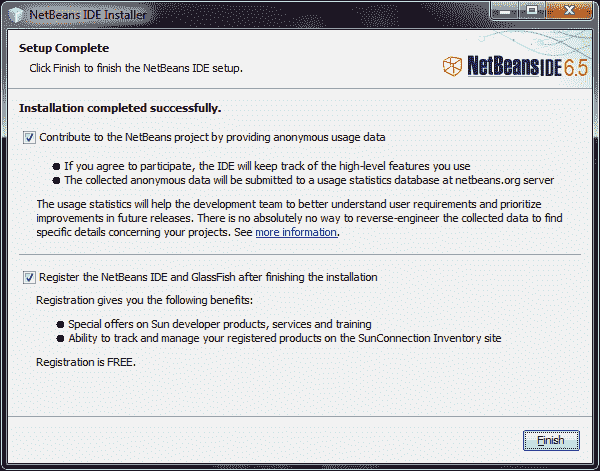 NetBeans IDE Installer
Setup Complete
Click Finish to finish the NetBeans IDE setup.
NetBeans IDE 6.5
Installation completed successfully.
Contribute to the NetBeans project by providing anonymous usage data
If you agree to participate, the IDE will keep track of the high-level features you use
The collected anonymous data will be submitted to a usage statistics database at netbeans.org server
The usage statistics will help the development team to better understand user requirements and prioritize
improvements in future releases. There is no absolutely no way to reverse-engineer the collected data to find
specific details concerning your projects. See more information.
Register the NetBeans IDE and GlassFish after finishing the installation
Registration gives you the following benefits:
Special offers on Sun developer products, services and training
Ability to track and manage your registered products on the SunConnection Inventory site
Registration is FREE.
Finish